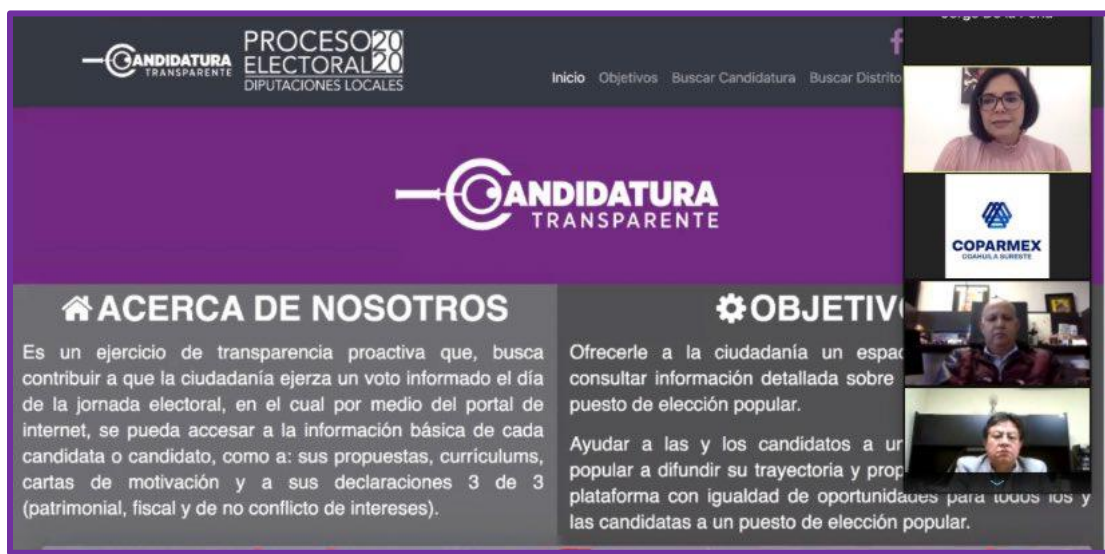 CANDIDATURA
TRANSPARENTE
PROCESO 20
ELECTORAL 20
DIPUTACIONES LOCALES
Inicio Objetivos Buscar Candidatura Buscar Distrito
CANDIDATURA
TRANSPARENTE
COPARMEX
COAHUILA SURESTE
ACERCA DE NOSOTROS
Es un ejercicio de transparencia proactiva que, busca
contribuir a que la ciudadanía ejerza un voto informado el día
de la jornada electoral, en el cual por medio del portal de
internet, se pueda accesar a la información básica de cada
candidata o candidato, como a: sus propuestas, currículums,
cartas de motivación y a sus declaraciones 3 de 3
(patrimonial, fiscal y de no conflicto de intereses).
OBJETIV
Ofrecerle a la ciudadanía un espac
consultar información detallada sobre
puesto de elección popular.
Ayudar a las y los candidatos a un
popular a difundir su trayectoria y prop
plataforma con igualdad de oportunidades para todos los y
las candidatas a un puesto de elección popular.